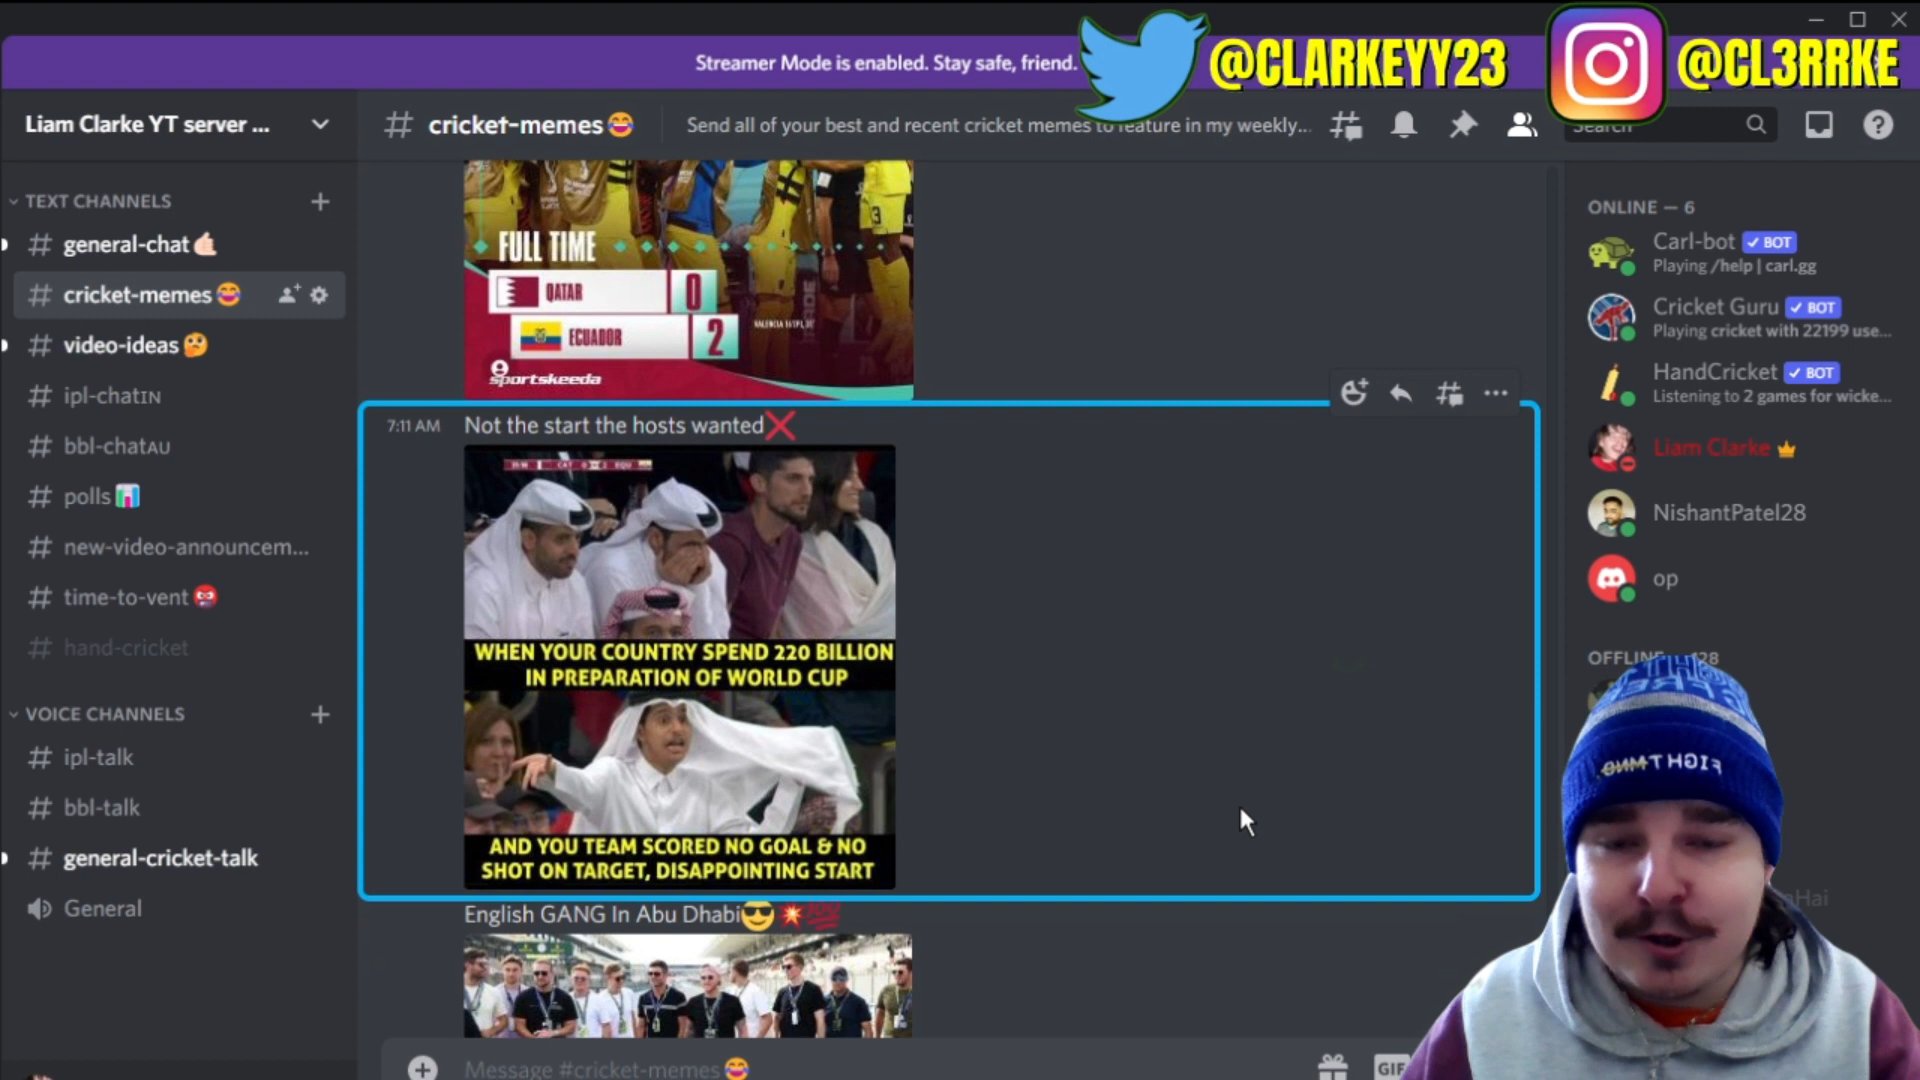 Streamer Mode is enabled. Stay safe, friend.
@CLARKEYY23
@CL3RRKE
Liam Clarke YT server ...
cricket-memes😂
Send all of your best and recent cricket memes to feature in my weekly...
Search
TEXT CHANNELS
general-chat🤙🏻
cricket-memes😂
video-ideas🤔
ipl-chatIN
bbl-chatAU
polls📊
new-video-announcem...
time-to-vent👹
hand-cricket
VOICE CHANNELS
ipl-talk
bbl-talk
general-cricket-talk
General
FULL TIME
QATAR 0
ECUADOR 2
sportskeeda
7:11 AM Not the start the hosts wanted❌
WHEN YOUR COUNTRY SPEND 220 BILLION
IN PREPARATION OF WORLD CUP
AND YOU TEAM SCORED NO GOAL & NO
SHOT ON TARGET, DISAPPOINTING START
English GANG In Abu Dhabi😎💥💯
Message #cricket-memes😂
GIF
ONLINE — 6
Carl-bot ✓ BOT
Playing /help | carl.gg
Cricket Guru ✓ BOT
Playing cricket with 22199 use...
HandCricket ✓ BOT
Listening to 2 games for wicke...
Liam Clarke
NishantPatel28
op
FIGHT MND